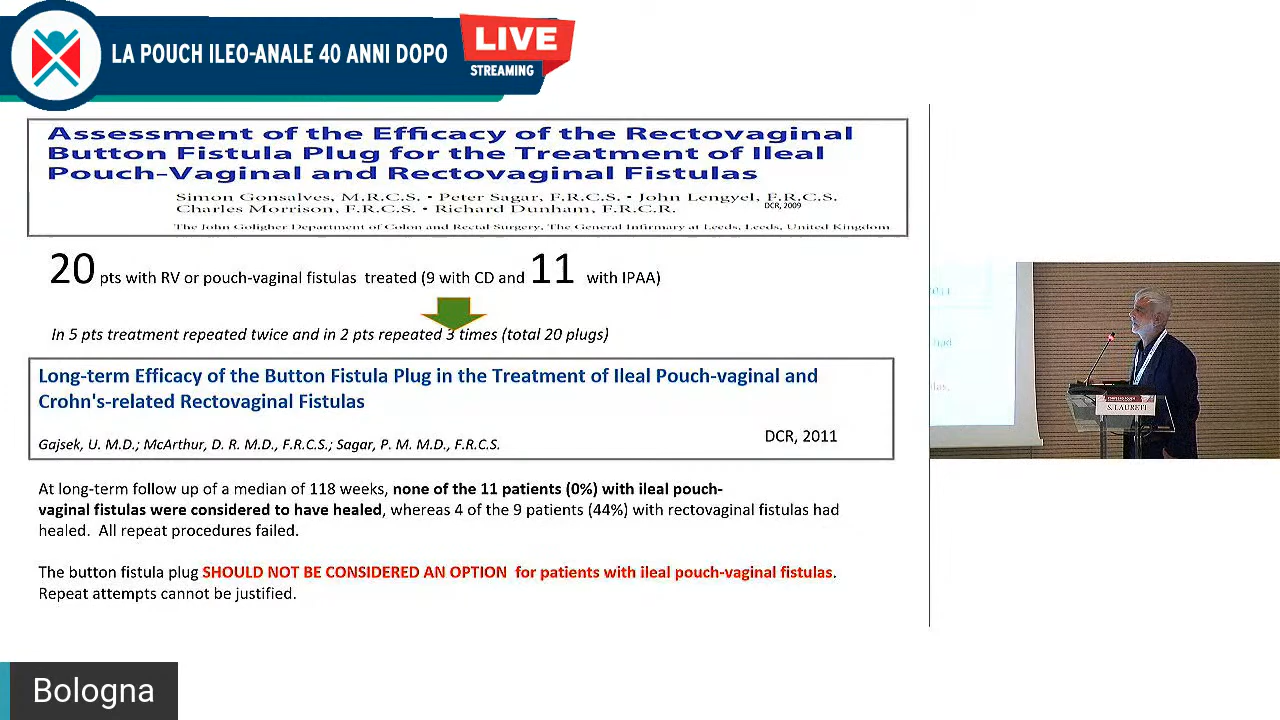 LA POUCH ILEO-ANALE 40 ANNI DOPO
LIVE
STREAMING
Assessment of the Efficacy of the Rectovaginal
Button Fistula Plug for the Treatment of Ileal
Pouch-Vaginal and Rectovaginal Fistulas
Simon Gonsalves, M.R.C.S. • Peter Sagar, F.R.C.S. • John Lengyel, F.R.C.S.
Charles Morrison, F.R.C.S. • Richard Dunham, F.R.C.R.
DCR, 2009
The John Goligher Department of Colon and Rectal Surgery, The General Infirmary at Leeds, Leeds, United Kingdom
20 pts with RV or pouch-vaginal fistulas treated (9 with CD and 11 with IPAA)
In 5 pts treatment repeated twice and in 2 pts repeated 3 times (total 20 plugs)
Long-term Efficacy of the Button Fistula Plug in the Treatment of Ileal Pouch-vaginal and
Crohn's-related Rectovaginal Fistulas
Gajsek, U. M.D.; McArthur, D. R. M.D., F.R.C.S.; Sagar, P. M. M.D., F.R.C.S.
DCR, 2011
At long-term follow up of a median of 118 weeks, none of the 11 patients (0%) with ileal pouch-
vaginal fistulas were considered to have healed, whereas 4 of the 9 patients (44%) with rectovaginal fistulas had
healed. All repeat procedures failed.
The button fistula plug SHOULD NOT BE CONSIDERED AN OPTION for patients with ileal pouch-vaginal fistulas.
Repeat attempts cannot be justified.
had
S. LAURETI
Bologna